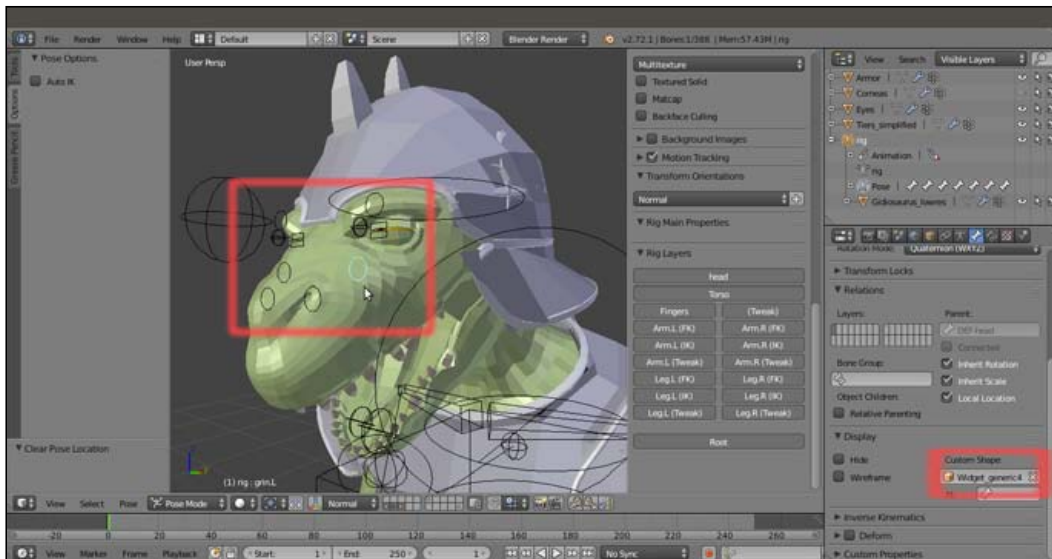 File Render Window Help Default Scene Blender Render v2.72.1 | Bones:1/388 | Mem:57.43M | rig
Tools
Options
Grease Pencil
▼ Pose Options
Auto IK
▼ Clear Pose Location
User Persp
(1) rig : grin.L
Multitexture
Textured Solid
Matcap
Backface Culling
Background Images
Motion Tracking
▼ Transform Orientations
Normal
▼ Rig Main Properties
▼ Rig Layers
head
Torso
Fingers (Tweak)
Arm.L (FK) Arm.R (FK)
Arm.L (IK) Arm.R (IK)
Arm.L (Tweak) Arm.R (Tweak)
Leg.L (FK) Leg.R (FK)
Leg.L (IK) Leg.R (IK)
Leg.L (Tweak) Leg.R (Tweak)
Root
View Search Visible Layers
Armor
Corneas
Eyes
Tiers_simplified
rig
Animation
rig
Pose
Gidiosaurus_lowres
Rotation Mode: Quaternion (WXYZ)
Transform Locks
▼ Relations
Layers: Parent:
DEF-head
Connected
Bone Group: Inherit Rotation
Inherit Scale
Object Children: Local Location
Relative Parenting
▼ Display
Hide Custom Shape:
Wireframe Widget_generic4
Inverse Kinematics
Deform
Custom Properties
View Select Pose Pose Mode Normal
-20 0 20 40 60 80 100 120 140 160 180 200 220 240 260
View Marker Frame Playback Start: 1 End: 250 1 No Sync